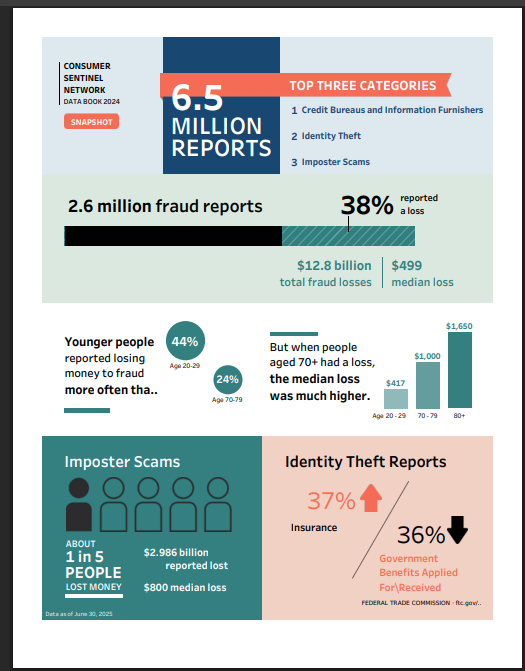 CONSUMER
SENTINEL
NETWORK
DATA BOOK 2024
SNAPSHOT
6.5
MILLION
REPORTS
TOP THREE CATEGORIES
1 Credit Bureaus and Information Furnishers
2 Identity Theft
3 Imposter Scams
2.6 million fraud reports
38% reported
a loss
$12.8 billion
total fraud losses
$499
median loss
Younger people
reported losing
money to fraud
more often tha..
44%
Age 20-29
24%
Age 70-79
But when people
aged 70+ had a loss,
the median loss
was much higher.
$417
$1,000
$1,650
Age 20 - 29
70 - 79
80+
Imposter Scams
ABOUT
1 in 5
PEOPLE
LOST MONEY
$2.986 billion
reported lost
$800 median loss
Data as of June 30, 2025
Identity Theft Reports
37%
Insurance
36%
Government
Benefits Applied
For\Received
FEDERAL TRADE COMMISSION · ftc.gov/..